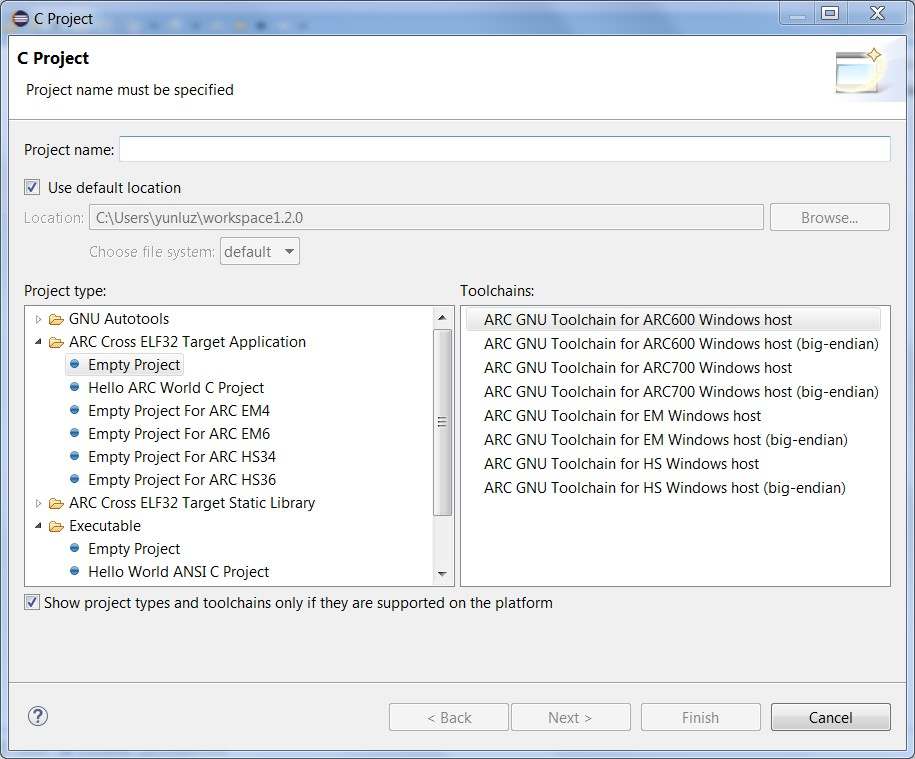 C Project
C Project
Project name must be specified
Project name:
Use default location
Location: C:\Users\yunluz\workspace1.2.0 Browse...
Choose file system: default
Project type:
GNU Autotools
ARC Cross ELF32 Target Application
Empty Project
Hello ARC World C Project
Empty Project For ARC EM4
Empty Project For ARC EM6
Empty Project For ARC HS34
Empty Project For ARC HS36
ARC Cross ELF32 Target Static Library
Executable
Empty Project
Hello World ANSI C Project
Toolchains:
ARC GNU Toolchain for ARC600 Windows host
ARC GNU Toolchain for ARC600 Windows host (big-endian)
ARC GNU Toolchain for ARC700 Windows host
ARC GNU Toolchain for ARC700 Windows host (big-endian)
ARC GNU Toolchain for EM Windows host
ARC GNU Toolchain for EM Windows host (big-endian)
ARC GNU Toolchain for HS Windows host
ARC GNU Toolchain for HS Windows host (big-endian)
Show project types and toolchains only if they are supported on the platform
? < Back Next > Finish Cancel